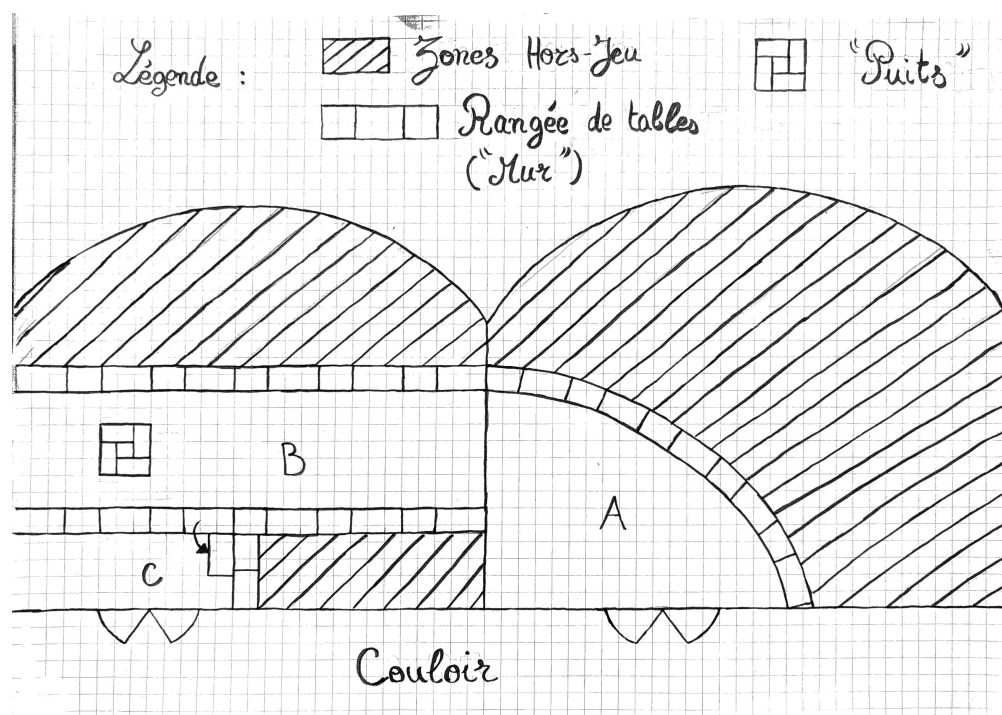 Légende :
Zones Hors-Jeu
"Puits"
Rangée de tables
("Mur")
B
A
C
Couloir